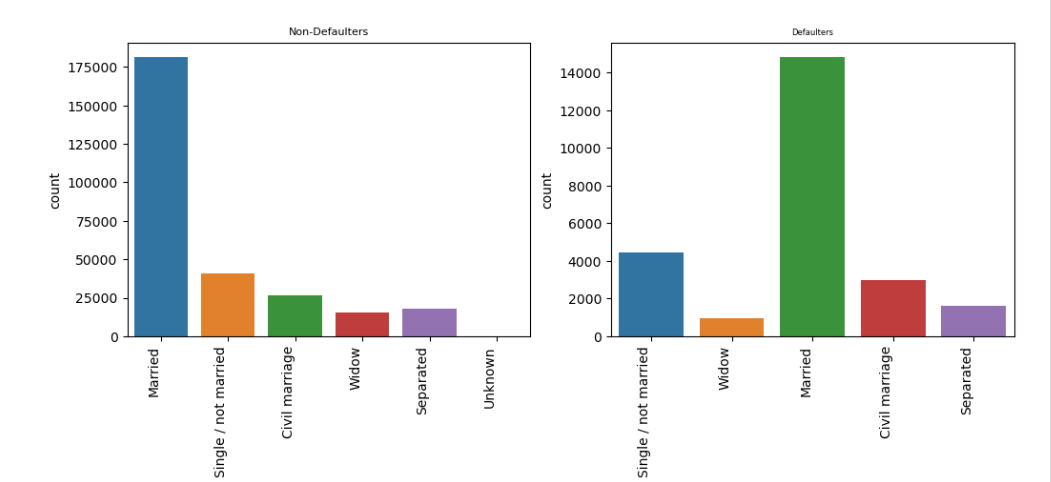 Non-Defaulters
count
175000
150000
125000
100000
75000
50000
25000
0
Married
Single / not married
Civil marriage
Widow
Separated
Unknown
Defaulters
count
14000
12000
10000
8000
6000
4000
2000
0
Single / not married
Widow
Married
Civil marriage
Separated